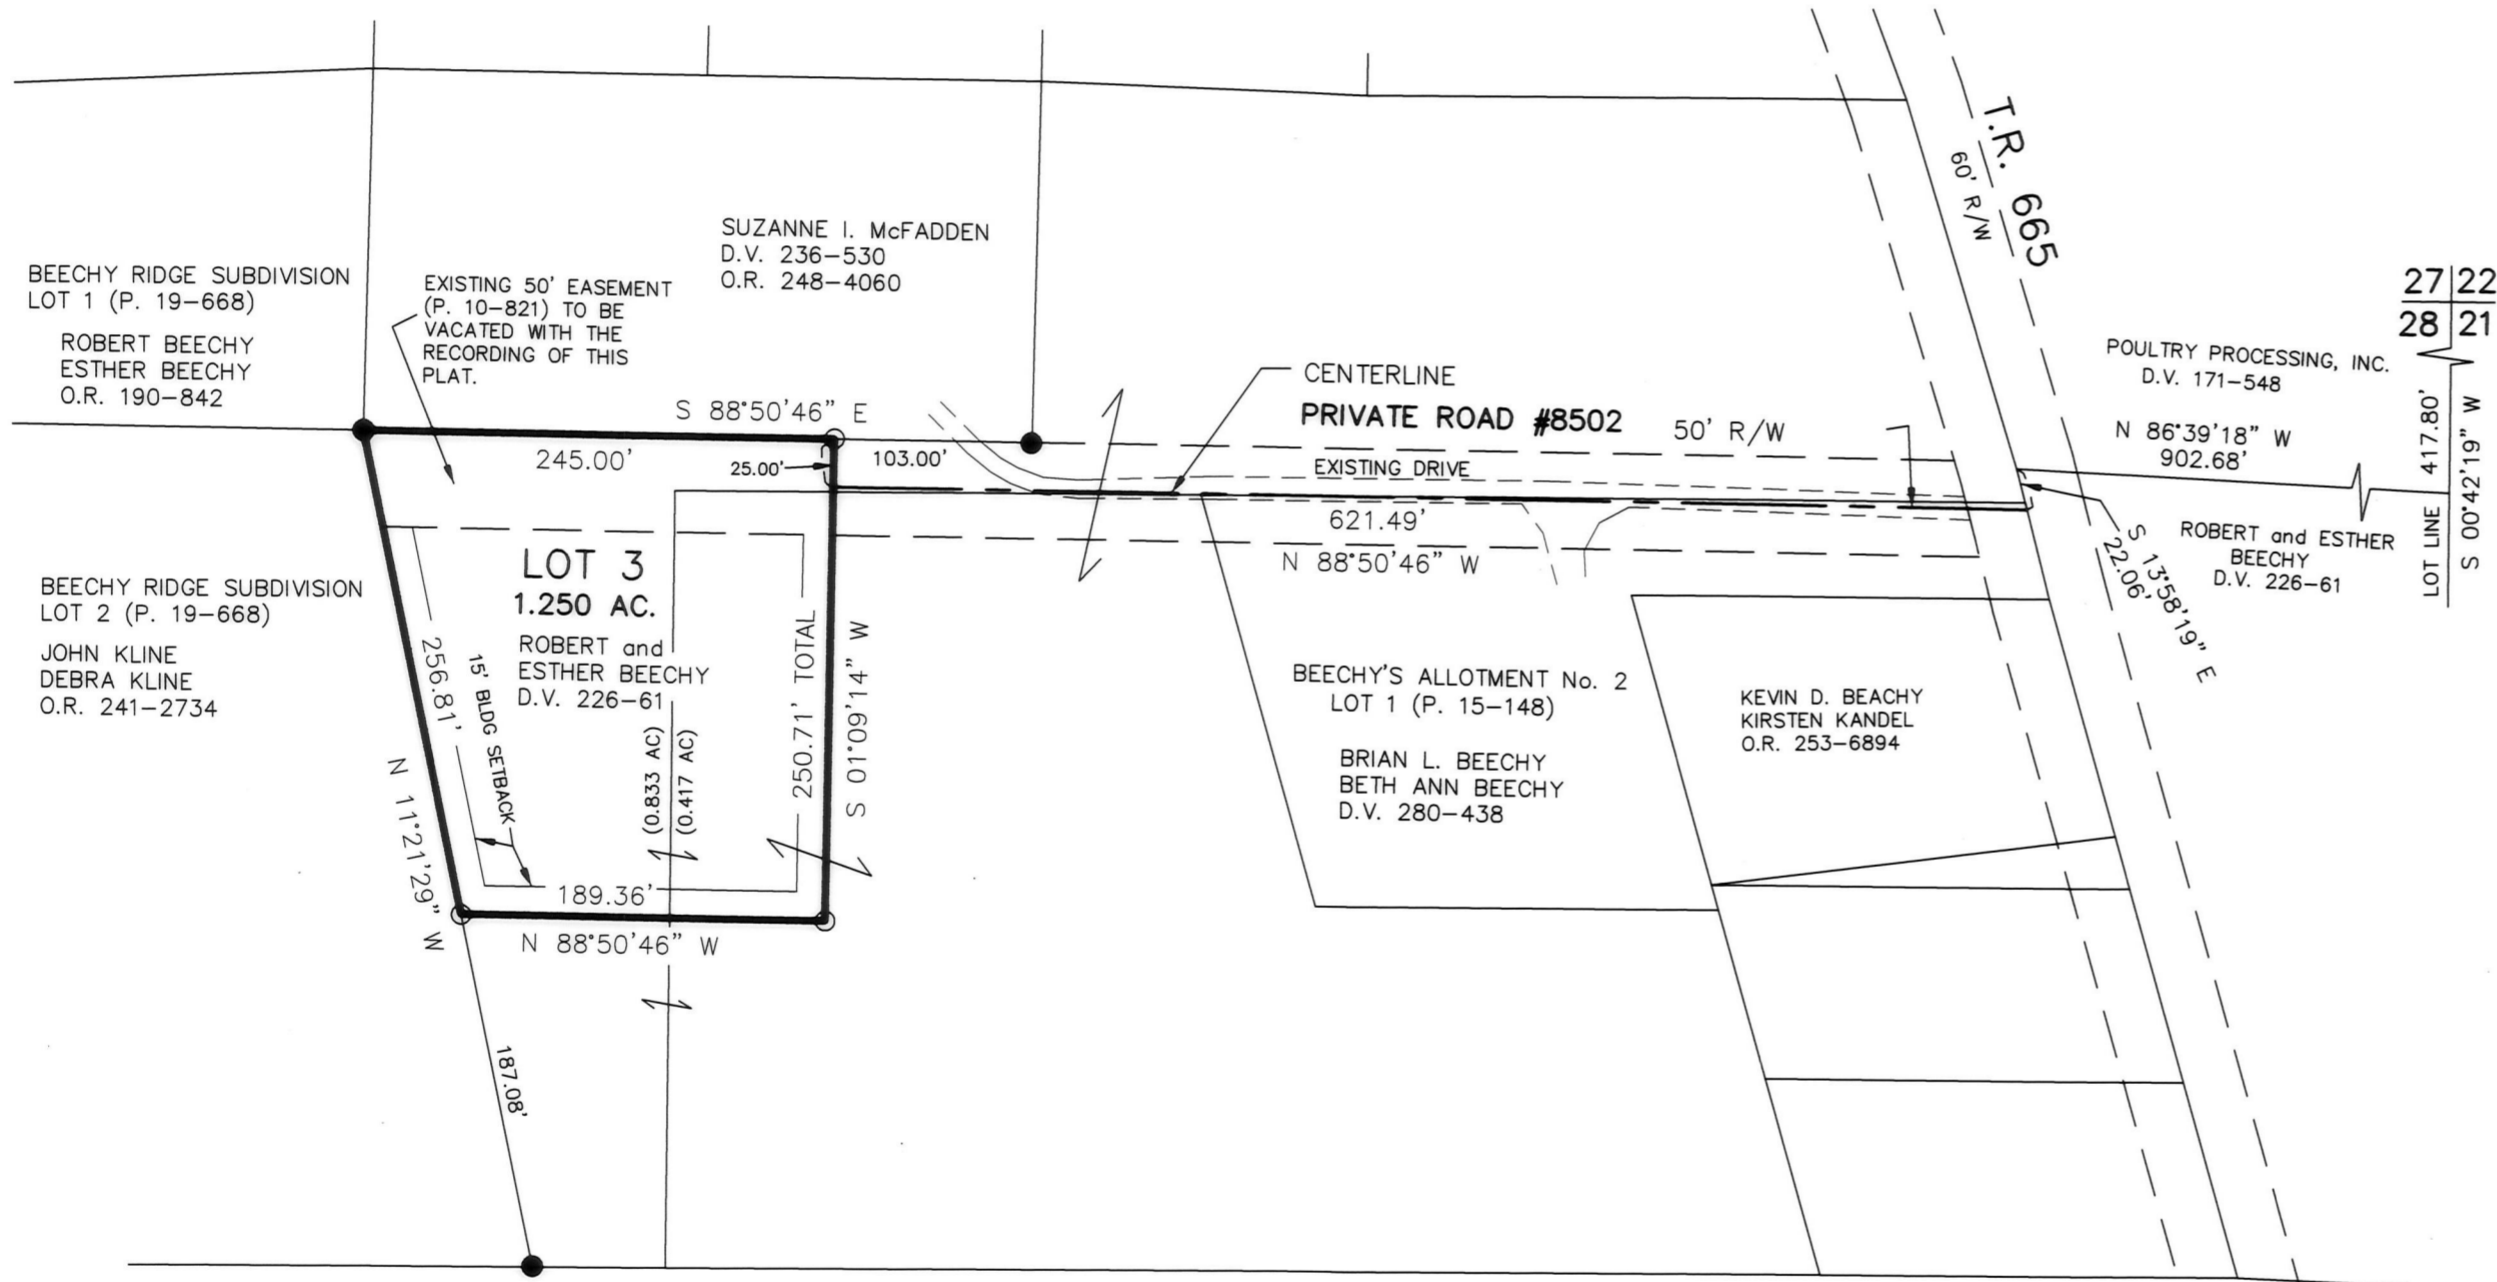 T.R. 665
60' R/W
SUZANNE I. McFADDEN
D.V. 236-530
O.R. 248-4060
BEECHY RIDGE SUBDIVISION
LOT 1 (P. 19-668)
ROBERT BEECHY
ESTHER BEECHY
O.R. 190-842
EXISTING 50' EASEMENT
(P. 10-821) TO BE
VACATED WITH THE
RECORDING OF THIS
PLAT.
27 22
28 21
POULTRY PROCESSING, INC.
D.V. 171-548
CENTERLINE
PRIVATE ROAD #8502
50' R/W
S 88°50'46" E
245.00'
25.00'
103.00'
EXISTING DRIVE
N 86°39'18" W
902.68'
LOT LINE 417.80'
S 00°42'19" W
621.49'
N 88°50'46" W
S 13°58'19" E
22.06'
ROBERT and ESTHER
BEECHY
D.V. 226-61
LOT 3
1.250 AC.
ROBERT and
ESTHER BEECHY
D.V. 226-61
BEECHY RIDGE SUBDIVISION
LOT 2 (P. 19-668)
JOHN KLINE
DEBRA KLINE
O.R. 241-2734
256.81'
15' BLDG SETBACK
N 11°21'29" W
(0.833 AC)
(0.417 AC)
250.71' TOTAL
S 01°09'14" W
BEECHY'S ALLOTMENT No. 2
LOT 1 (P. 15-148)
BRIAN L. BEECHY
BETH ANN BEECHY
D.V. 280-438
KEVIN D. BEACHY
KIRSTEN KANDEL
O.R. 253-6894
189.36'
N 88°50'46" W
187.08'